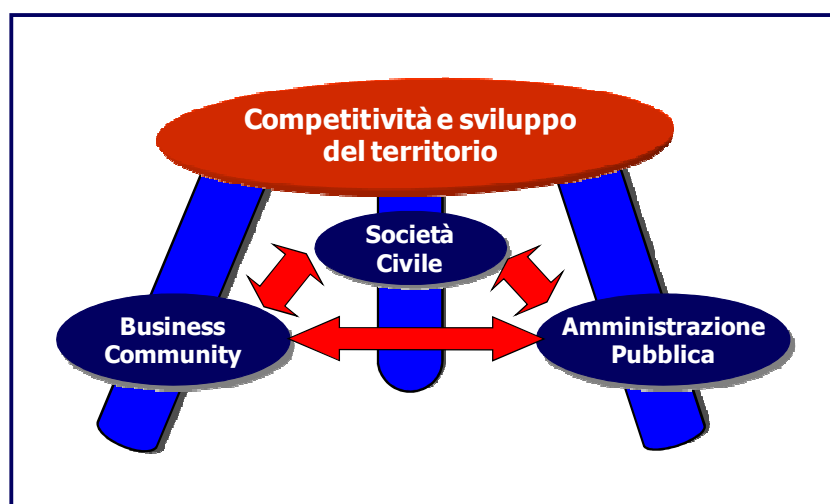 Competitività e sviluppo
del territorio
Società
Civile
Business
Community
Amministrazione
Pubblica